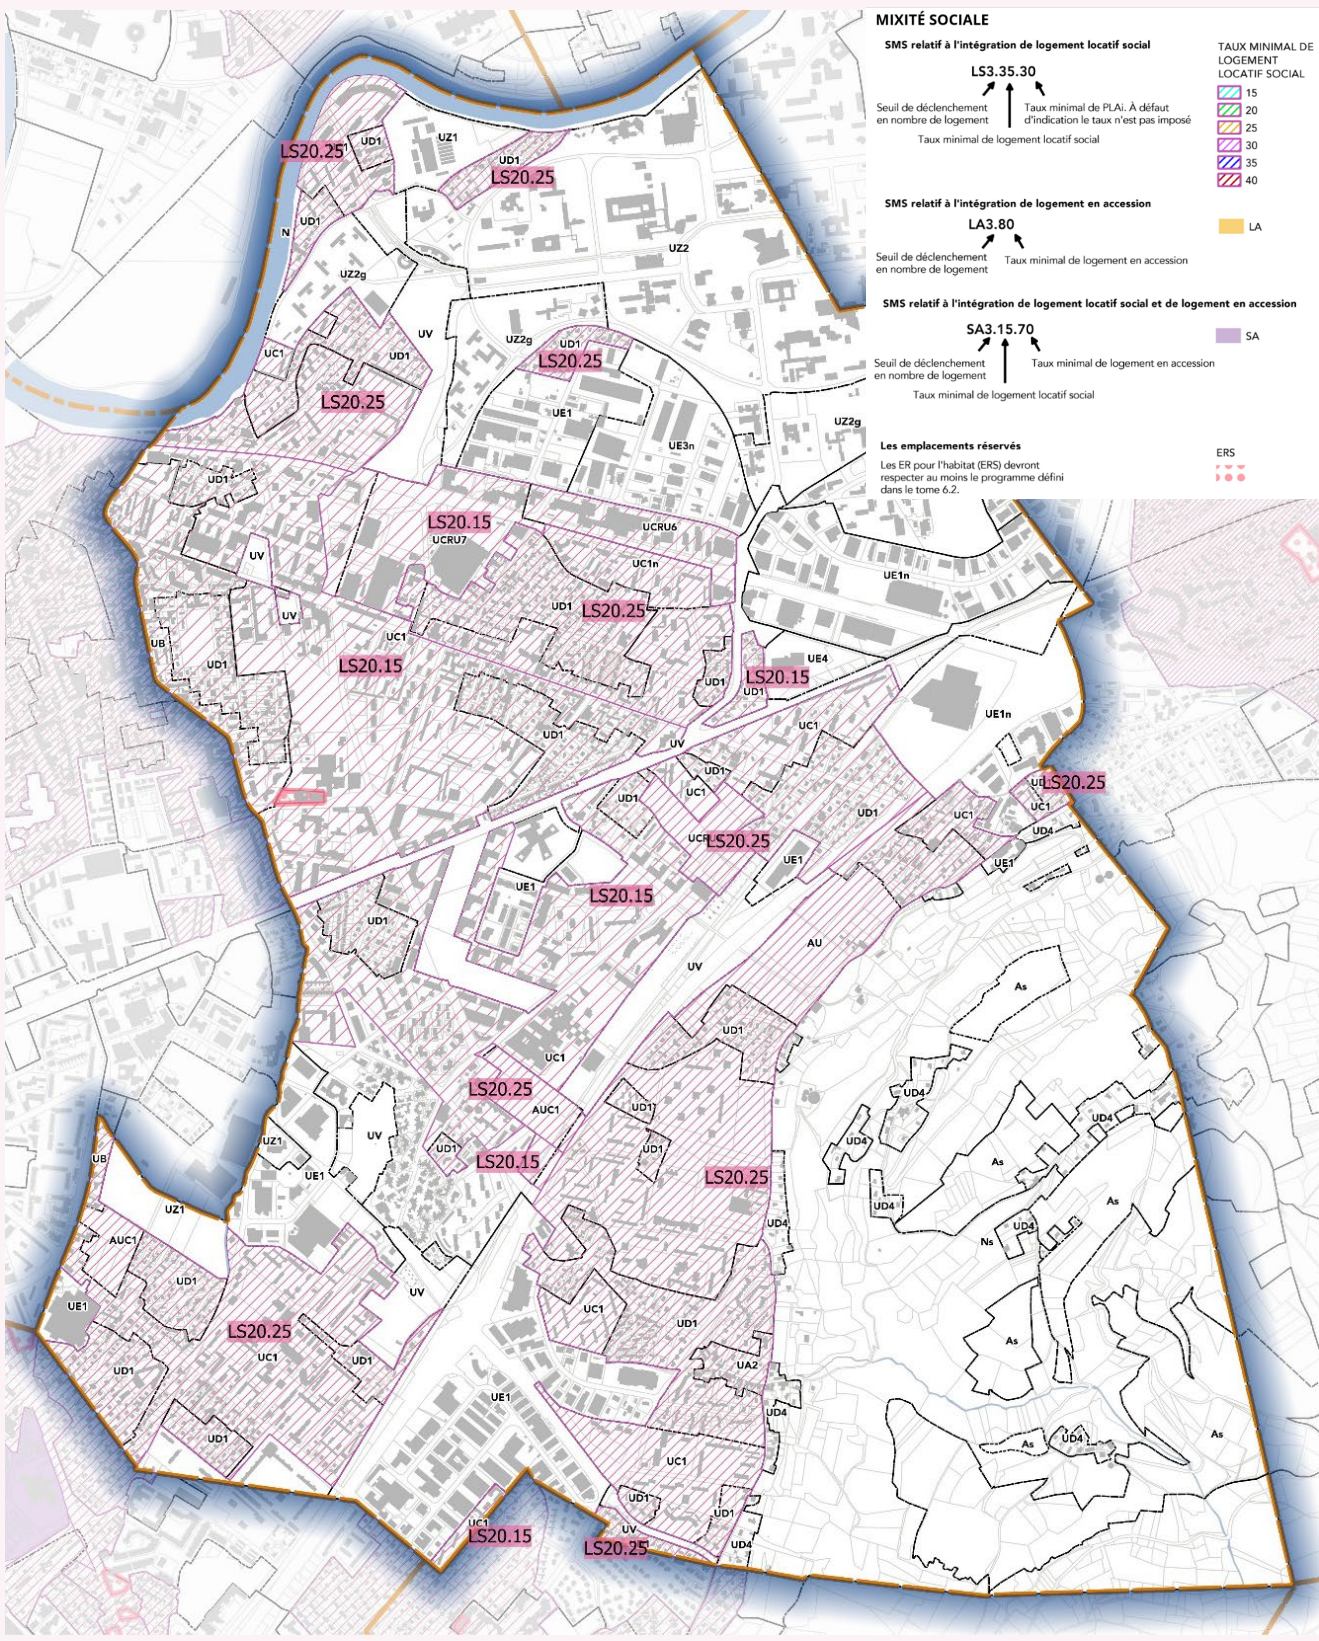 MIXITÉ SOCIALE
SMS relatif à l'intégration de logement locatif social
LS3.35.30
Seuil de déclenchement
en nombre de logement
Taux minimal de PLAi. À défaut
d'indication le taux n'est pas imposé
Taux minimal de logement locatif social
TAUX MINIMAL DE
LOGEMENT
LOCATIF SOCIAL
15
20
25
30
35
40
SMS relatif à l'intégration de logement en accession
LA3.80
Seuil de déclenchement
en nombre de logement
Taux minimal de logement en accession
LA
SMS relatif à l'intégration de logement locatif social et de logement en accession
SA3.15.70
Seuil de déclenchement
en nombre de logement
Taux minimal de logement en accession
Taux minimal de logement locatif social
SA
Les emplacements réservés
Les ER pour l'habitat (ERS) devront
respecter au moins le programme défini
dans le tome 6.2.
ERS
UZ1
UD1
LS20.25
UD1
LS20.25
UD1
N
UZ2
UZ2g
UV
UZ2g
UD1
LS20.25
UC1
UD1
LS20.25
UE1
UZ2g
UE3n
UD1
LS20.15
UCRU6
UCRU7
UV
UC1n
UE1n
UD1
LS20.25
UV
UB
UC1
UD1
LS20.15
UE4
LS20.15
UD1
UD1
UE1n
UC1
UD1
UV
UD1
LS20.25
UC1
UD1
UC1
UD1
UC1
UD4
LS20.25
UE1
UE1
UE1
LS20.15
UD1
AU
UV
As
UD1
UC1
LS20.25
UD4
AUC1
UD1
UD4
UV
UZ1
UD4
UD1
UD1
LS20.15
UB
UE1
As
LS20.25
As
UZ1
UD4
UD4
UD4
AUC1
Ns
UD1
UV
UE1
UC1
UD1
LS20.25
As
UC1
UD1
UA2
UD1
UE1
UD4
UD1
As
UD4
As
UC1
UD1
UD1
UC1
LS20.15
UV
LS20.25
UD4